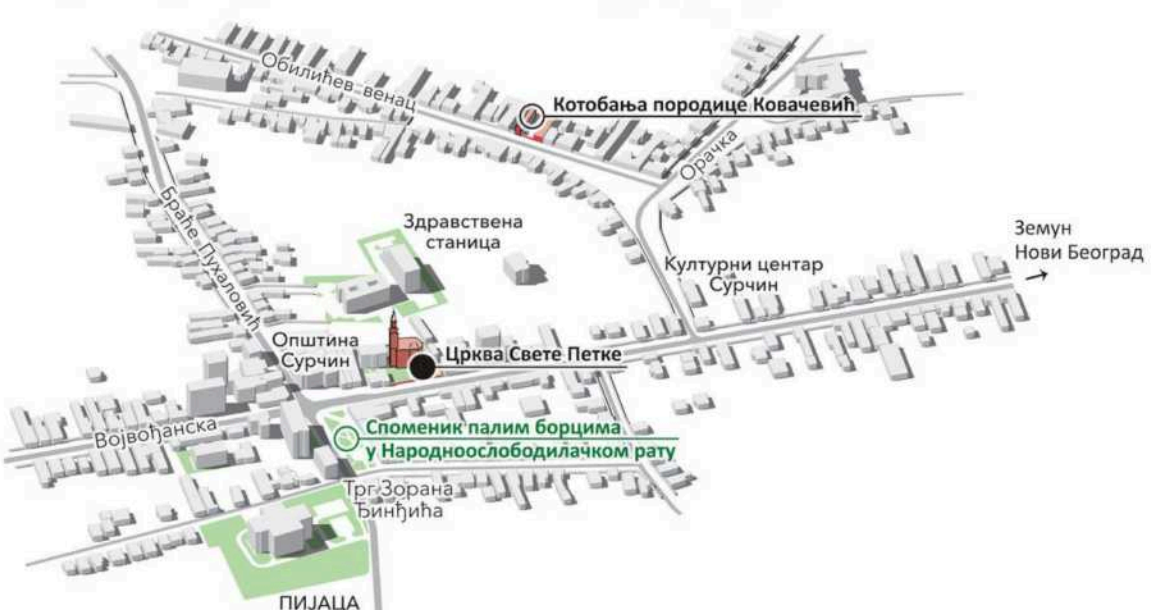 Обилићев венац
Котобања породице Ковачевић
Орачка
Браће Пухаловић
Здравствена
станица
Земун
Нови Београд
Културни центар
Сурчин
Општина
Сурчин
Црква Свете Петке
Војвођанска
Споменик палим борцима
у Народноослободилачком рату
Трг Зорана
Ђинђића
ПИЈАЦА